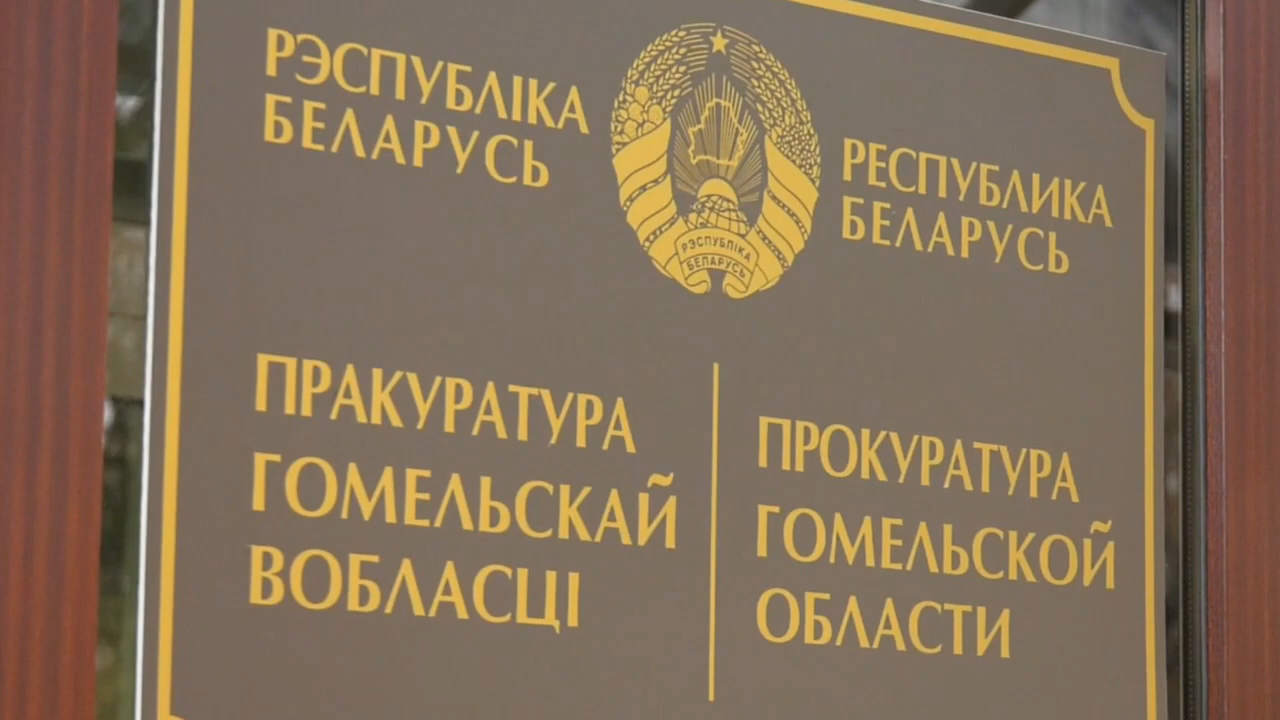 РЭСПУБЛІКА
БЕЛАРУСЬ
РЭСПУБЛІКА
БЕЛАРУСЬ
РЕСПУБЛИКА
БЕЛАРУСЬ
ПРАКУРАТУРА
ГОМЕЛЬСКАЙ
ВОБЛАСЦІ
ПРОКУРАТУРА
ГОМЕЛЬСКОЙ
ОБЛАСТИ